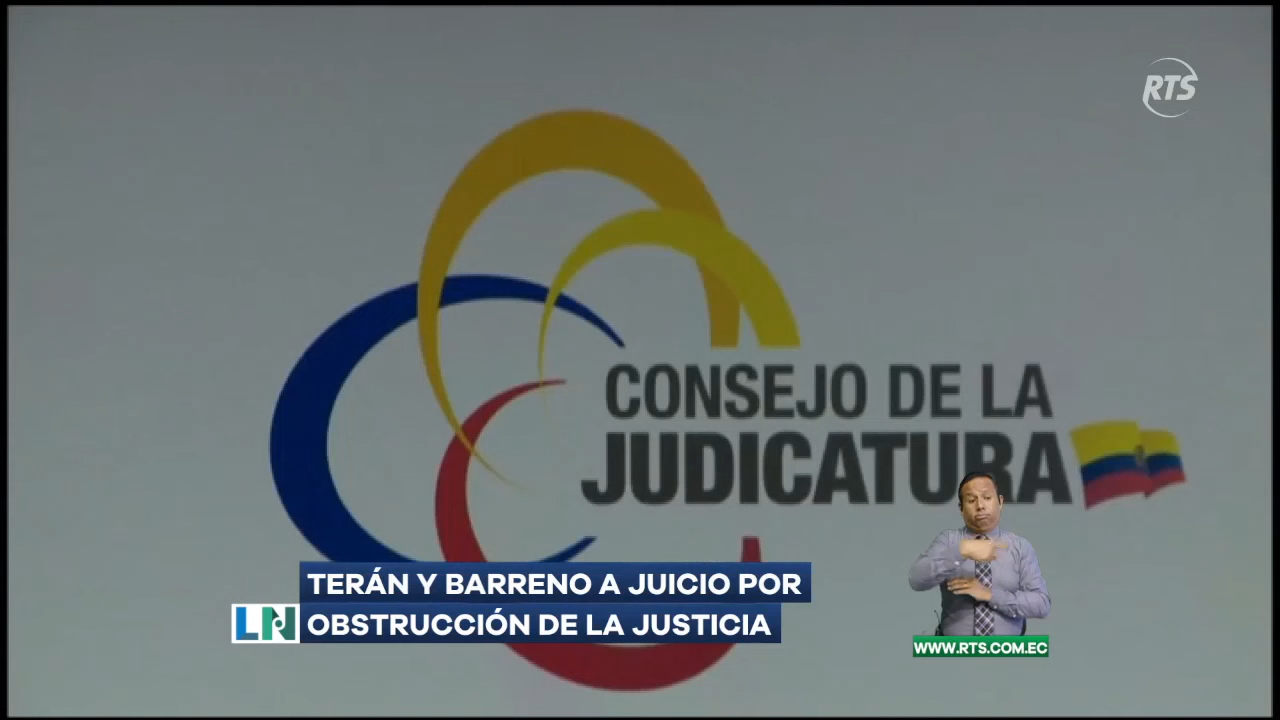 RTS
CONSEJO DE LA
JUDICATURA
TERÁN Y BARRENO A JUICIO POR
LN OBSTRUCCIÓN DE LA JUSTICIA
WWW.RTS.COM.EC